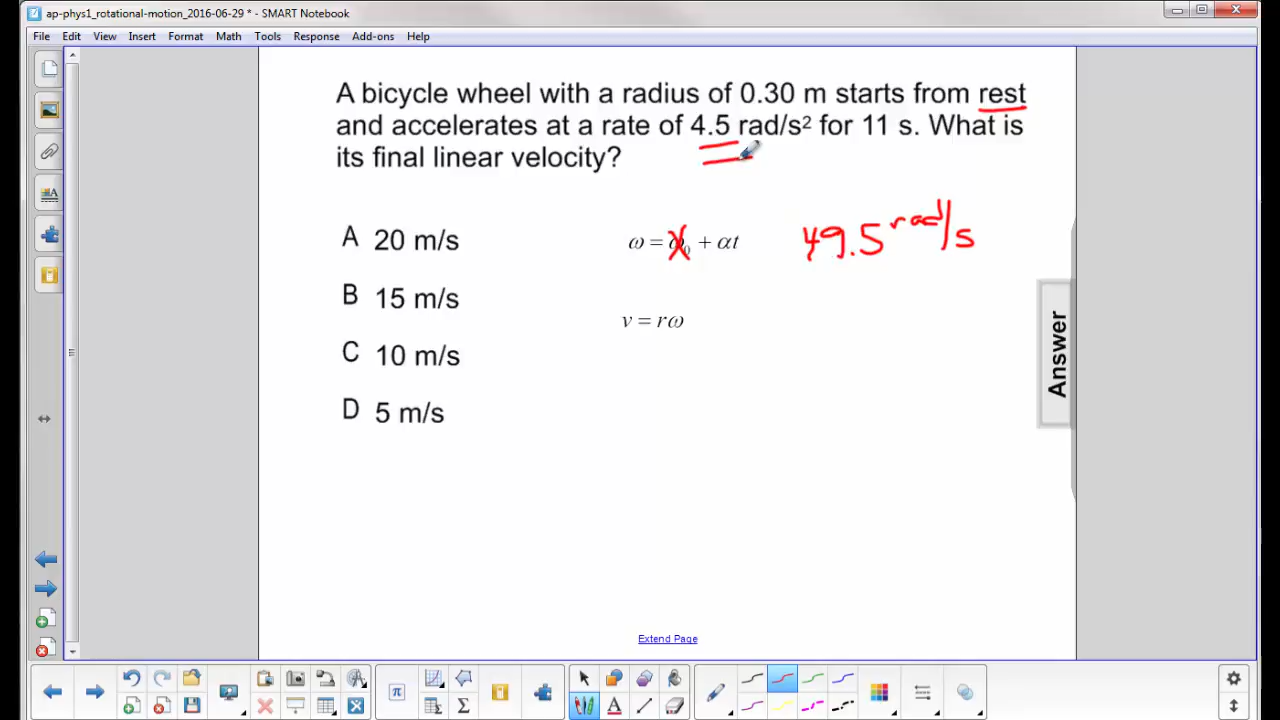 ap-phys1_rotational-motion_2016-06-29 * - SMART Notebook
File Edit View Insert Format Math Tools Response Add-ons Help
A bicycle wheel with a radius of 0.30 m starts from rest
and accelerates at a rate of 4.5 rad/s² for 11 s. What is
its final linear velocity?
A 20 m/s
ω = ω₀ + αt
49.5 rad/s
B 15 m/s
v = rω
C 10 m/s
D 5 m/s
Answer
Extend Page